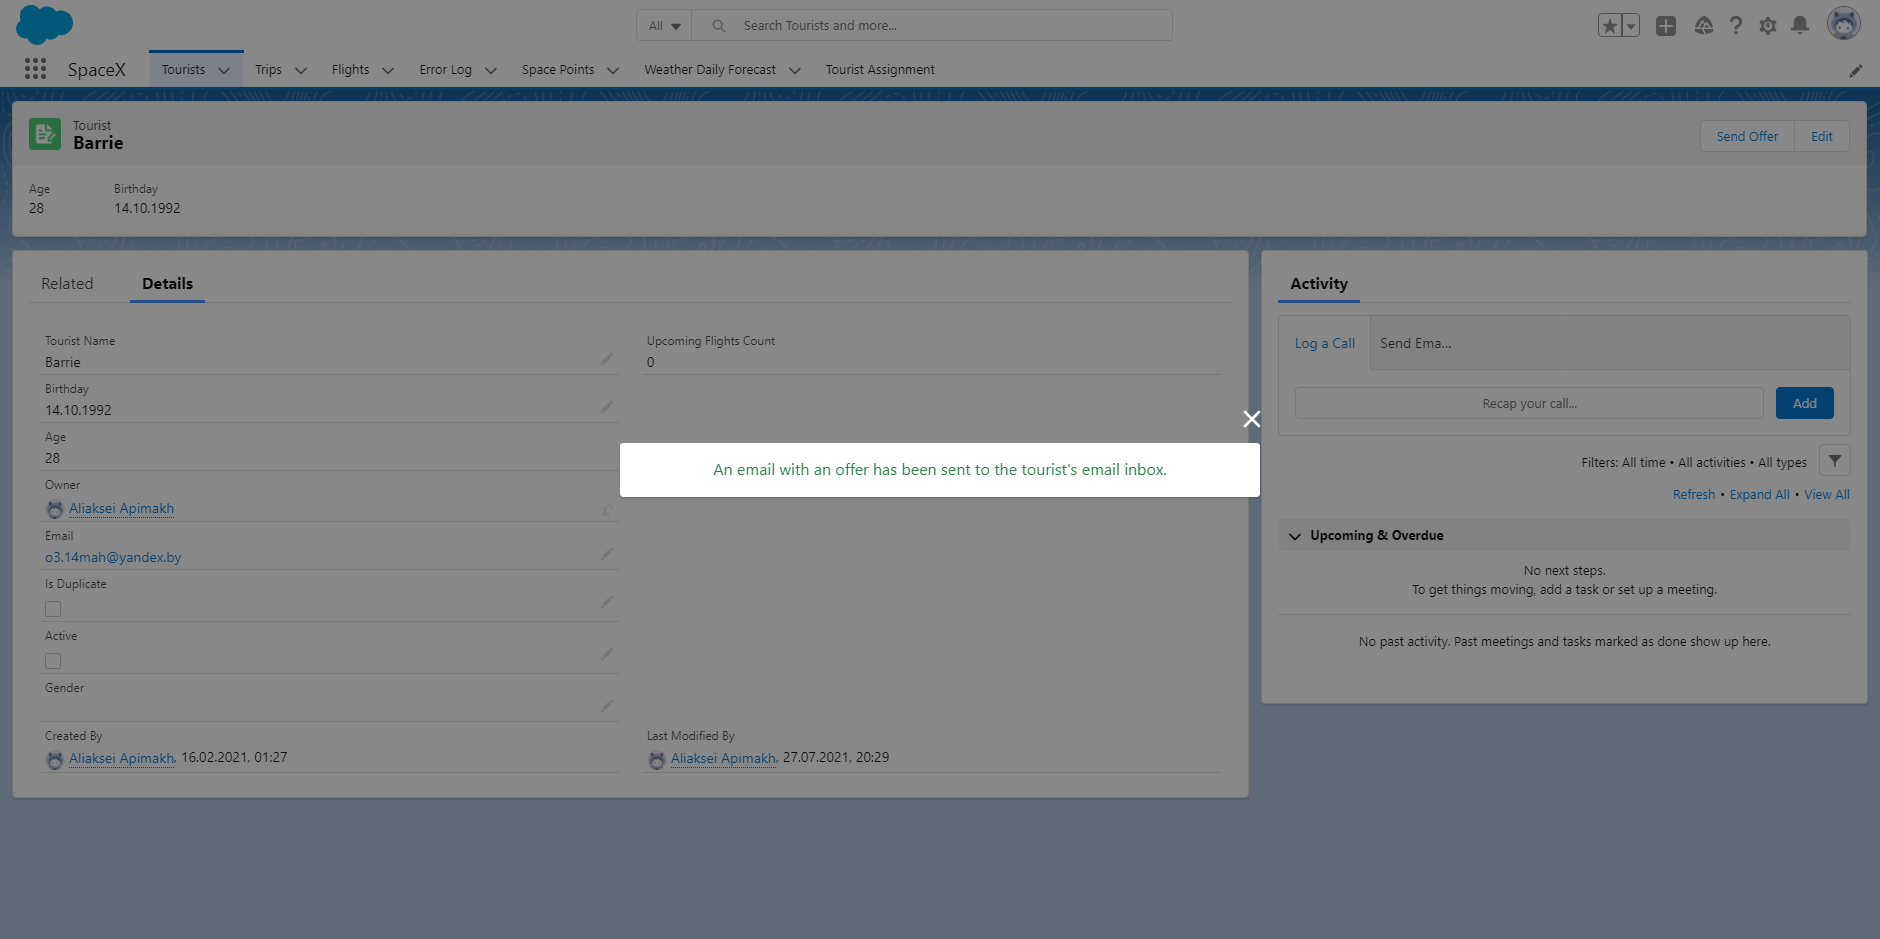 All
Search Tourists and more...
SpaceX
Tourists
Trips
Flights
Error Log
Space Points
Weather Daily Forecast
Tourist Assignment
Tourist
Barrie
Send Offer
Edit
Age
Birthday
28
14.10.1992
Related
Details
Tourist Name
Barrie
Upcoming Flights Count
0
Birthday
14.10.1992
Age
28
Owner
Aliaksei Apimakh
Email
o3.14mah@yandex.by
Is Duplicate
Active
Gender
Created By
Aliaksei Apimakh, 16.02.2021, 01:27
Last Modified By
Aliaksei Apimakh, 27.07.2021, 20:29
An email with an offer has been sent to the tourist's email inbox.
Activity
Log a Call
Send Ema...
Recap your call...
Add
Filters: All time • All activities • All types
Refresh • Expand All • View All
Upcoming & Overdue
No next steps.
To get things moving, add a task or set up a meeting.
No past activity. Past meetings and tasks marked as done show up here.